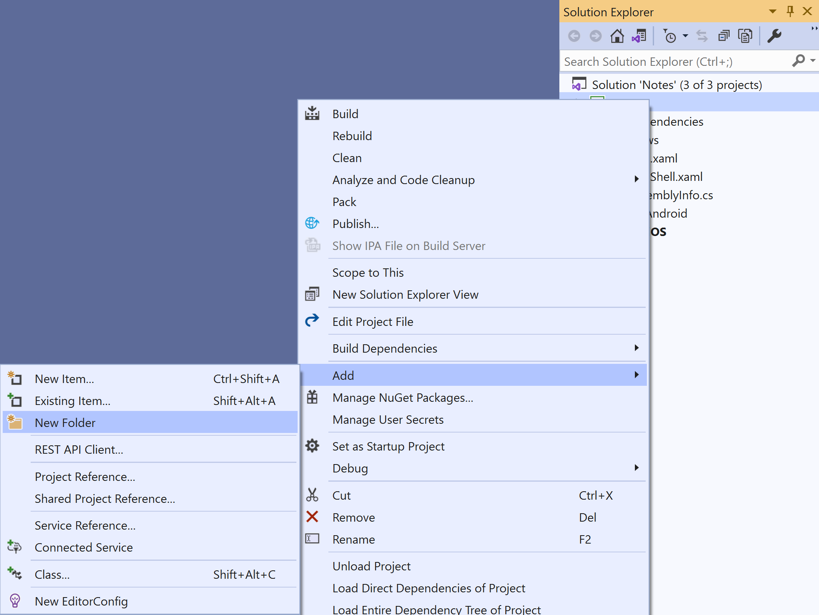 Solution Explorer
Search Solution Explorer (Ctrl+;)
Solution 'Notes' (3 of 3 projects)
Build
Rebuild
Clean
Analyze and Code Cleanup
Pack
Publish...
Show IPA File on Build Server
Scope to This
New Solution Explorer View
Edit Project File
Build Dependencies
Add
Manage NuGet Packages...
Manage User Secrets
Set as Startup Project
Debug
Cut Ctrl+X
Remove Del
Rename F2
Unload Project
Load Direct Dependencies of Project
Load Entire Dependency Tree of Project
endencies
ws
.xaml
Shell.xaml
emblyInfo.cs
Android
OS
New Item... Ctrl+Shift+A
Existing Item... Shift+Alt+A
New Folder
REST API Client...
Project Reference...
Shared Project Reference...
Service Reference...
Connected Service
Class... Shift+Alt+C
New EditorConfig